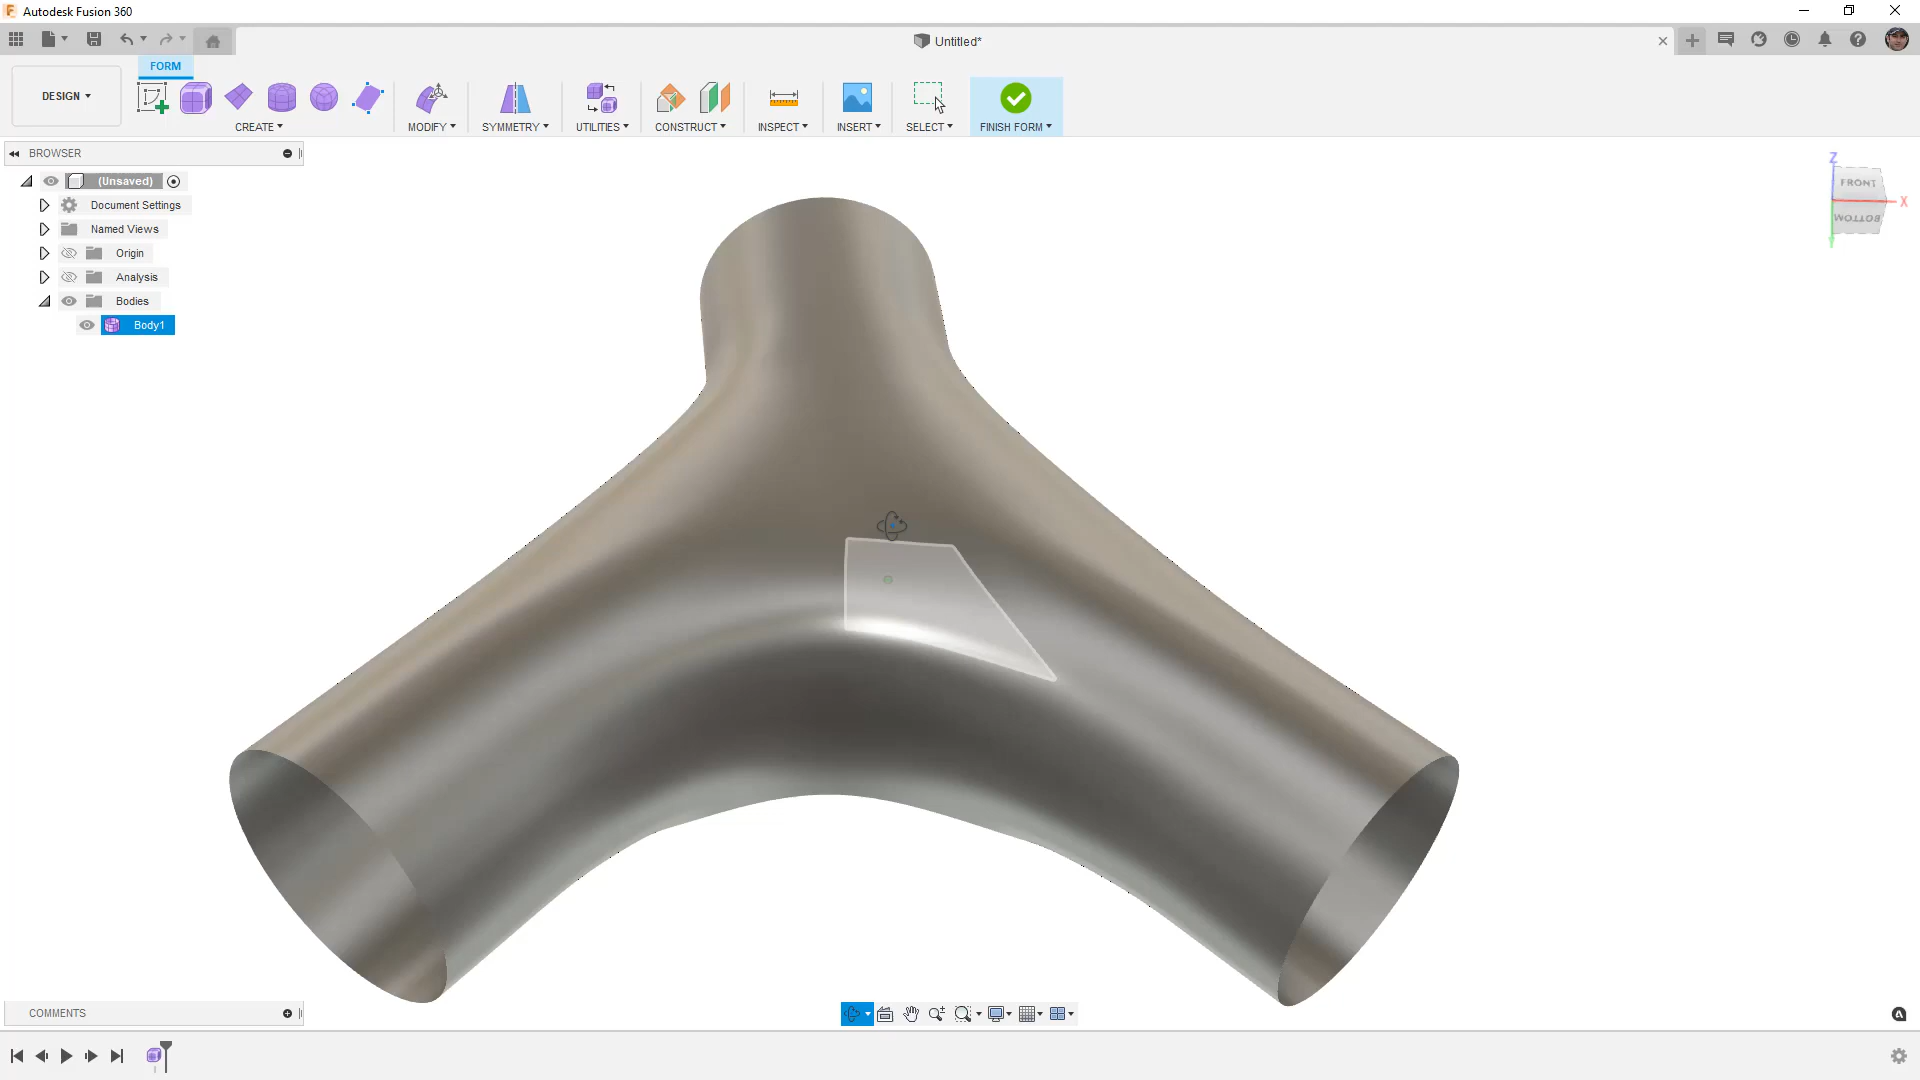 Autodesk Fusion 360
Untitled*
FORM
DESIGN
CREATE
MODIFY
SYMMETRY
UTILITIES
CONSTRUCT
INSPECT
INSERT
SELECT
FINISH FORM
BROWSER
(Unsaved)
Document Settings
Named Views
Origin
Analysis
Bodies
Body1
Z
FRONT
X
BOTTOM
COMMENTS